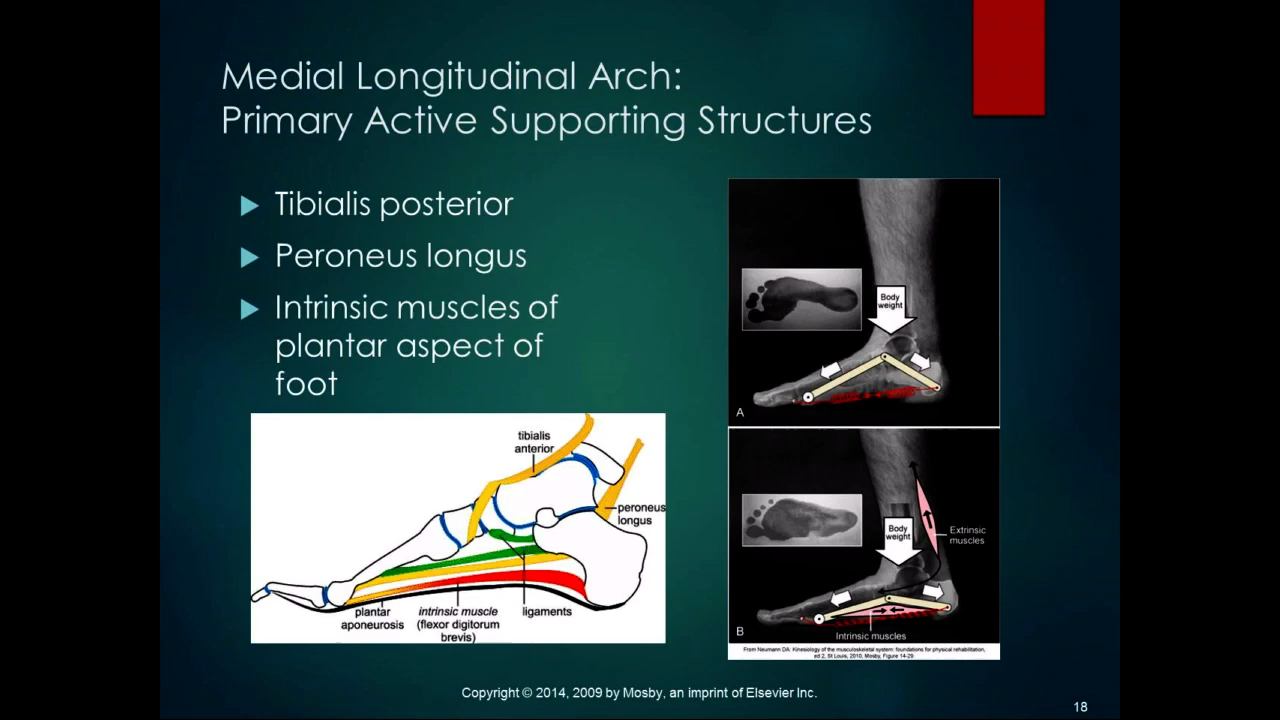 Medial Longitudinal Arch:
Primary Active Supporting Structures
Tibialis posterior
Peroneus longus
Intrinsic muscles of
plantar aspect of
foot
tibialis
anterior
peroneus
longus
plantar
aponeurosis
intrinsic muscle
(flexor digitorum
brevis)
ligaments
Body
weight
A
Body
weight
Extrinsic
muscles
B
Intrinsic muscles
From Neumann DA: Kinesiology of the musculoskeletal system: foundations for physical rehabilitation,
ed 2, St Louis, 2010, Mosby, Figure 14-29.
Copyright © 2014, 2009 by Mosby, an imprint of Elsevier Inc.
18